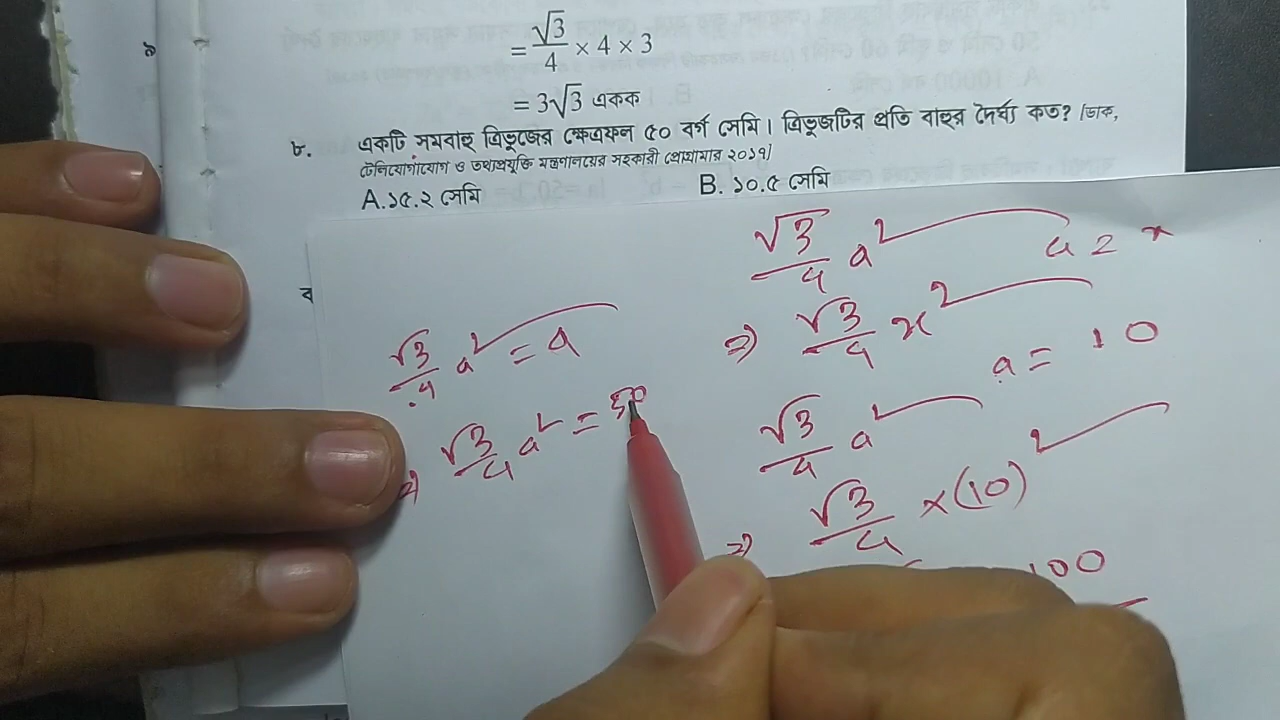 = √3/4 × 4 × 3
= 3√3 একক
৮. একটি সমবাহু ত্রিভুজের ক্ষেত্রফল ৫০ বর্গ সেমি। ত্রিভুজটির প্রতি বাহুর দৈর্ঘ্য কত? [ডাক,
টেলিযোগাযোগ ও তথ্যপ্রযুক্তি মন্ত্রণালয়ের সহকারী প্রোগ্রামার ২০১৭]
A.১৫.২ সেমি B. ১০.৫ সেমি
√3/4 a² = A
⇒) √3/4 a² = 50
√3/4 a²
⇒) √3/4 x²
a = 10
√3/4 a²
⇒) √3/4 × (10)²
100